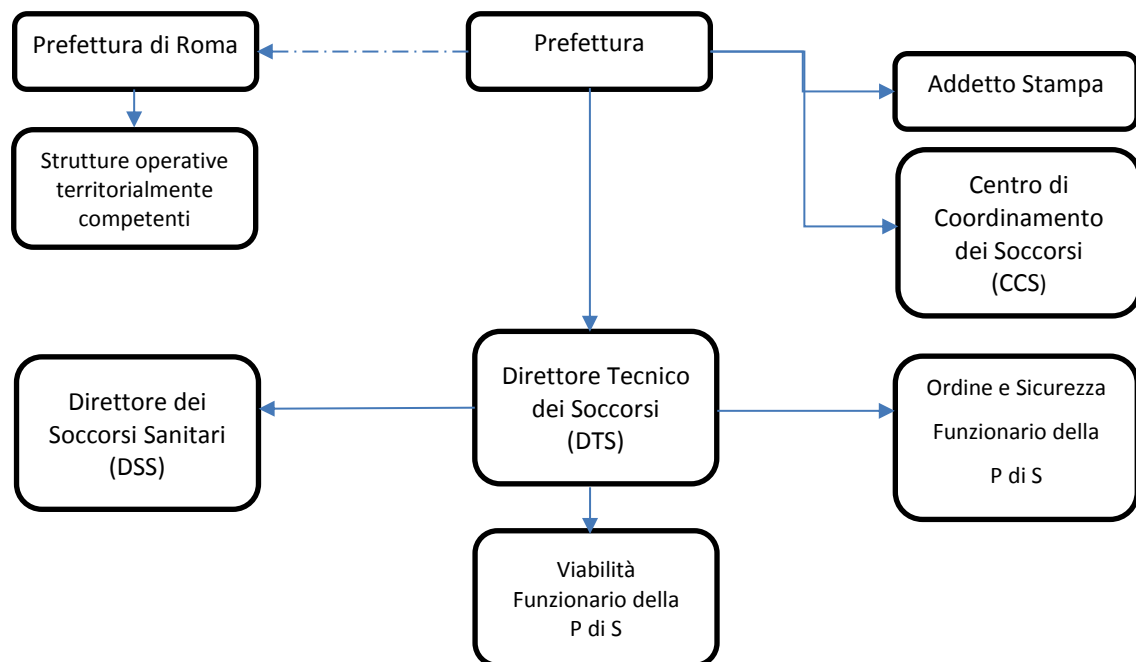 Prefettura di Roma
Prefettura
Addetto Stampa
Strutture operative
territorialmente
competenti
Centro di
Coordinamento
dei Soccorsi
(CCS)
Direttore dei
Soccorsi Sanitari
(DSS)
Direttore Tecnico
dei Soccorsi
(DTS)
Ordine e Sicurezza
Funzionario della
P di S
Viabilità
Funzionario della
P di S